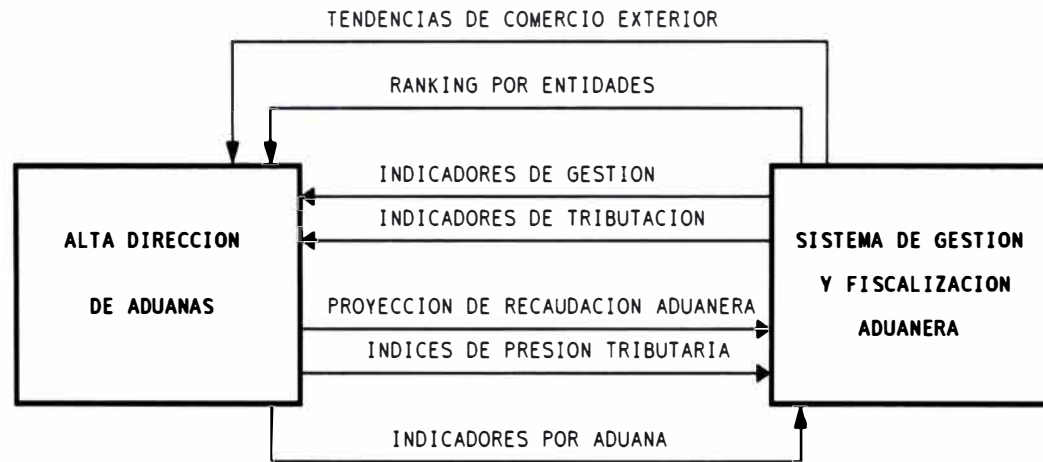 TENDENCIAS DE COMERCIO EXTERIOR
RANKING POR ENTIDADES
INDICADORES DE GESTION
INDICADORES DE TRIBUTACION
ALTA DIRECCION
DE ADUANAS
SISTEMA DE GESTION
Y FISCALIZACION
ADUANERA
PROYECCION DE RECAUDACION ADUANERA
INDICES DE PRESION TRIBUTARIA
INDICADORES POR ADUANA